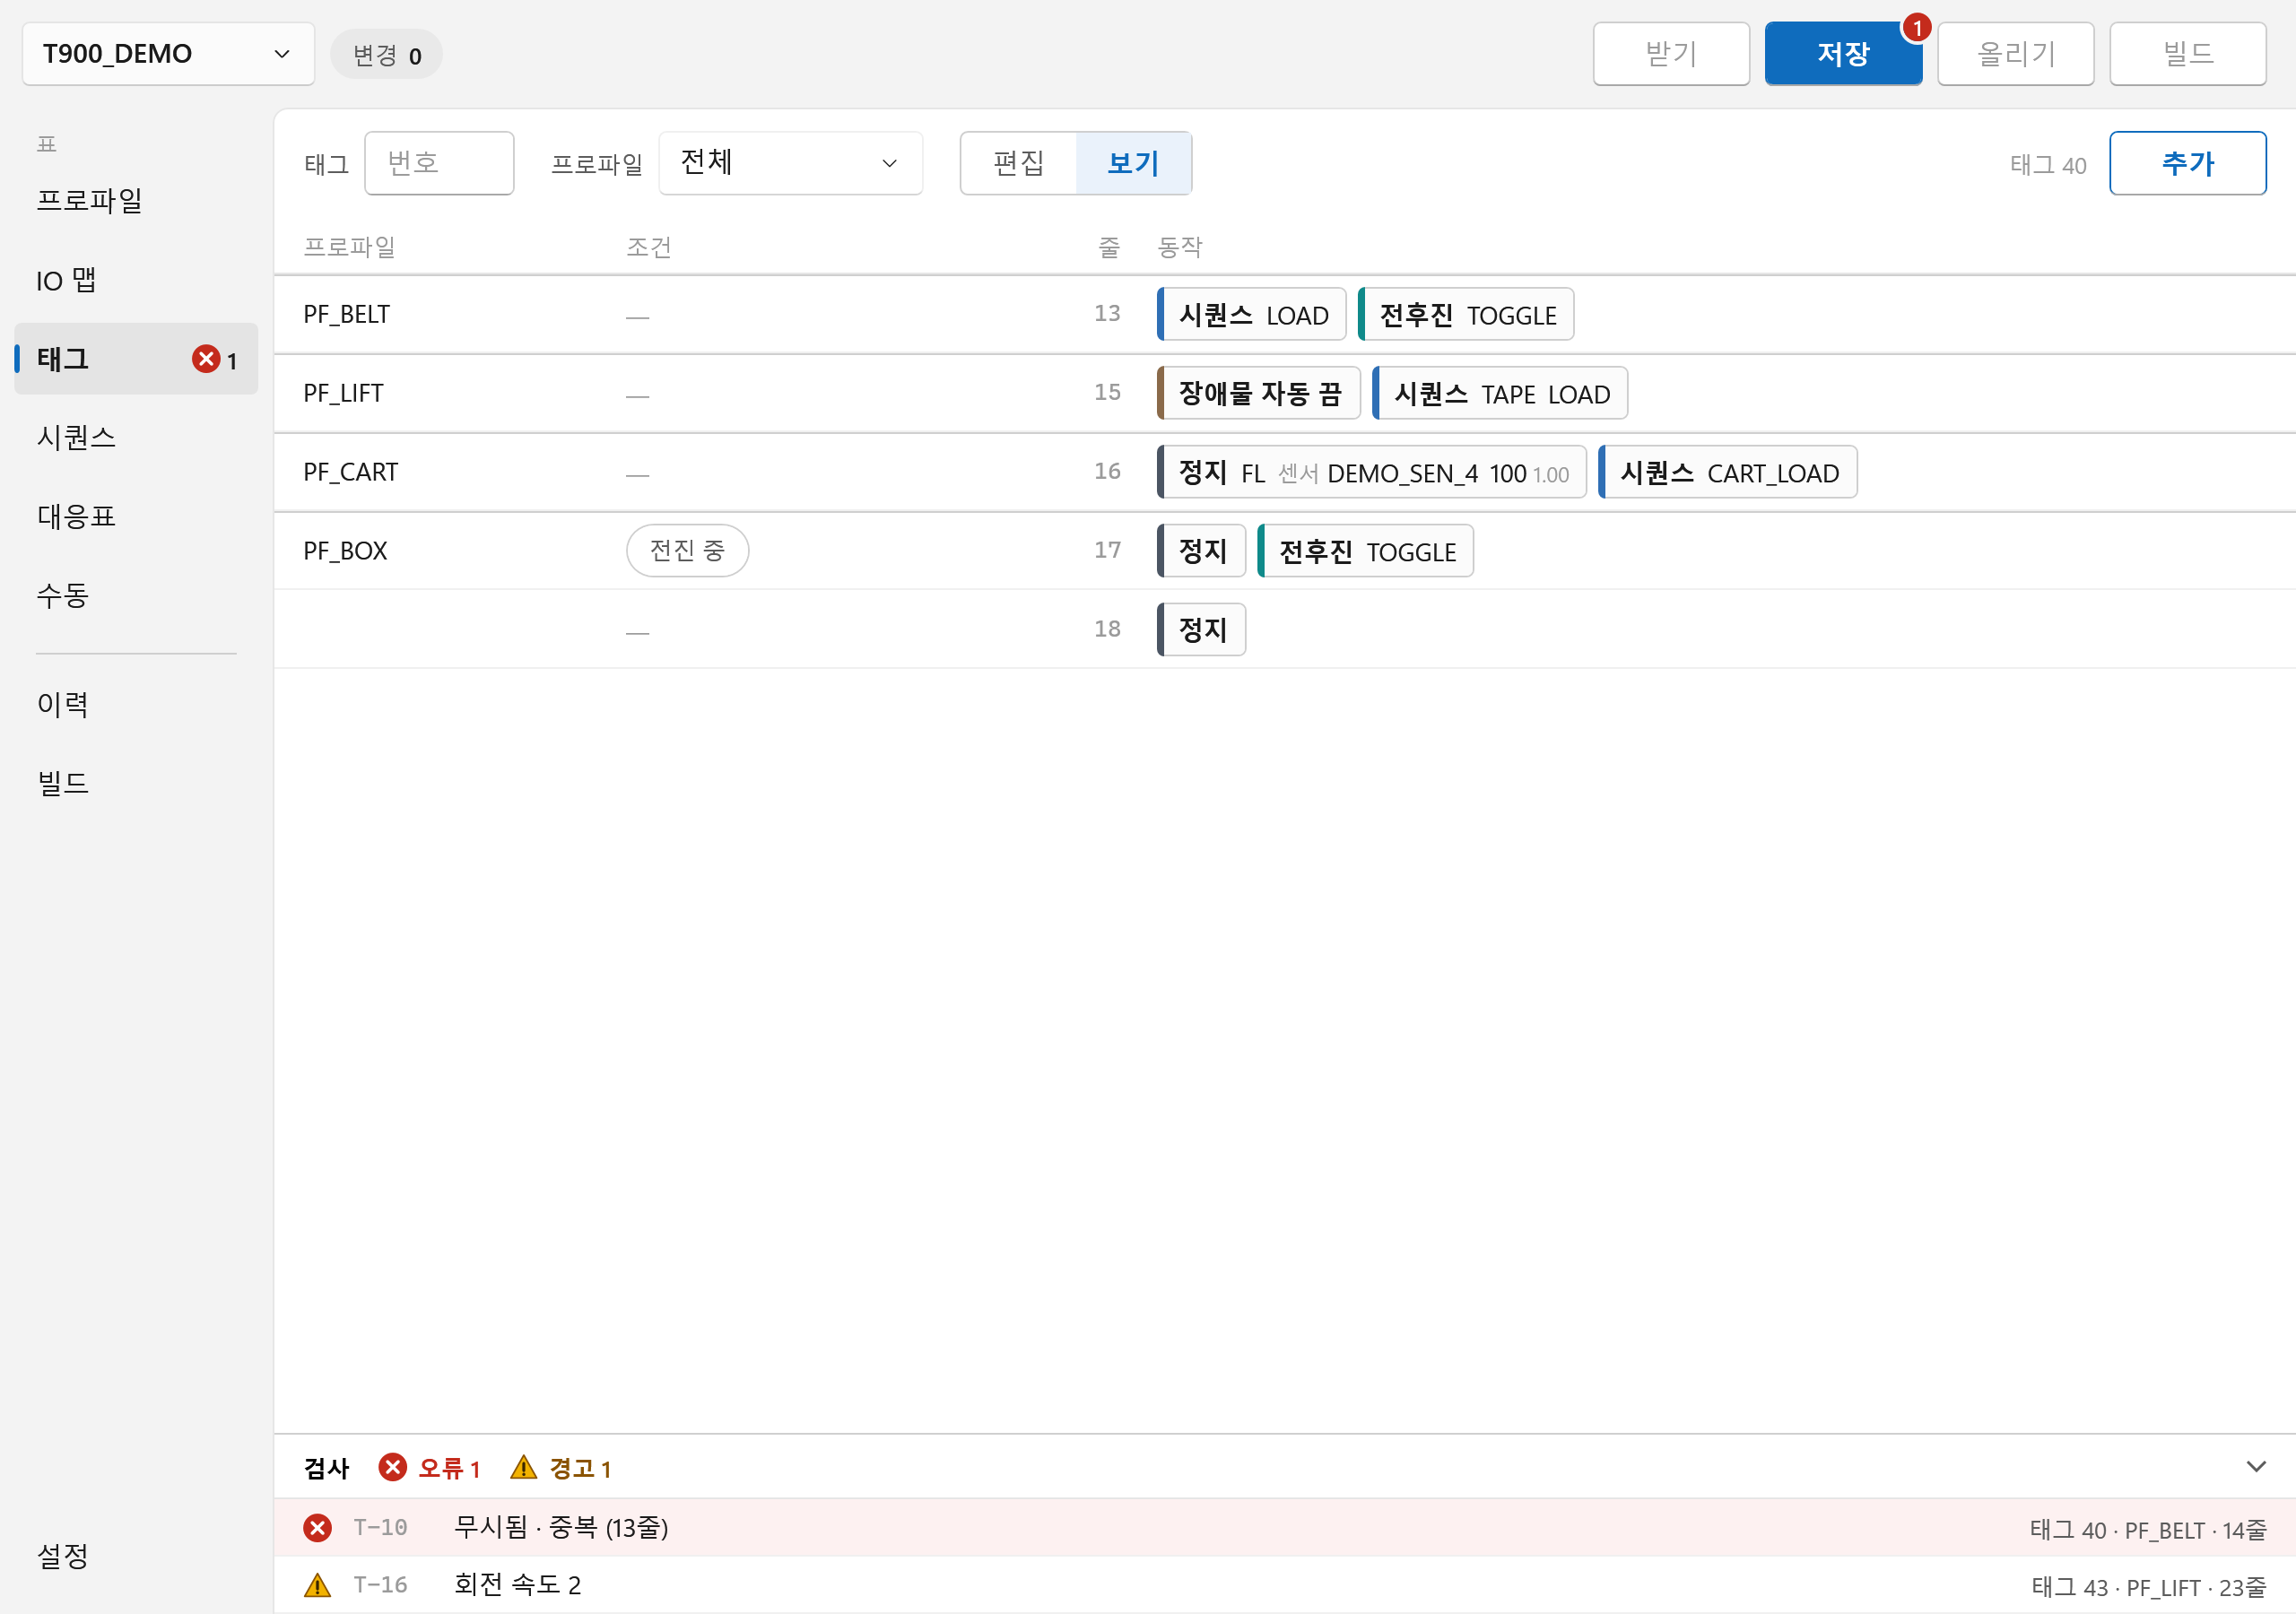 T900_DEMO 변경 0 받기 저장 1 올리기 빌드
표
프로파일
IO 맵
태그 1
시퀀스
대응표
수동
이력
빌드
설정
태그 번호 프로파일 전체 편집 보기 태그 40 추가
프로파일 조건 줄 동작
PF_BELT — 13 시퀀스 LOAD 전후진 TOGGLE
PF_LIFT — 15 장애물 자동 끔 시퀀스 TAPE LOAD
PF_CART — 16 정지 FL 센서 DEMO_SEN_4 100 1.00 시퀀스 CART_LOAD
PF_BOX 전진 중 17 정지 전후진 TOGGLE
— 18 정지
검사 오류 1 경고 1
T-10 무시됨 · 중복 (13줄) 태그 40 · PF_BELT · 14줄
T-16 회전 속도 2 태그 43 · PF_LIFT · 23줄